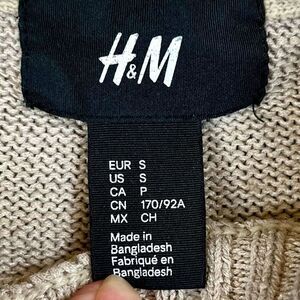 H&M
EUR S
US S
CA P
CN 170/92A
MX CH
Made in
Bangladesh
Fabriqué en
Bangladesh